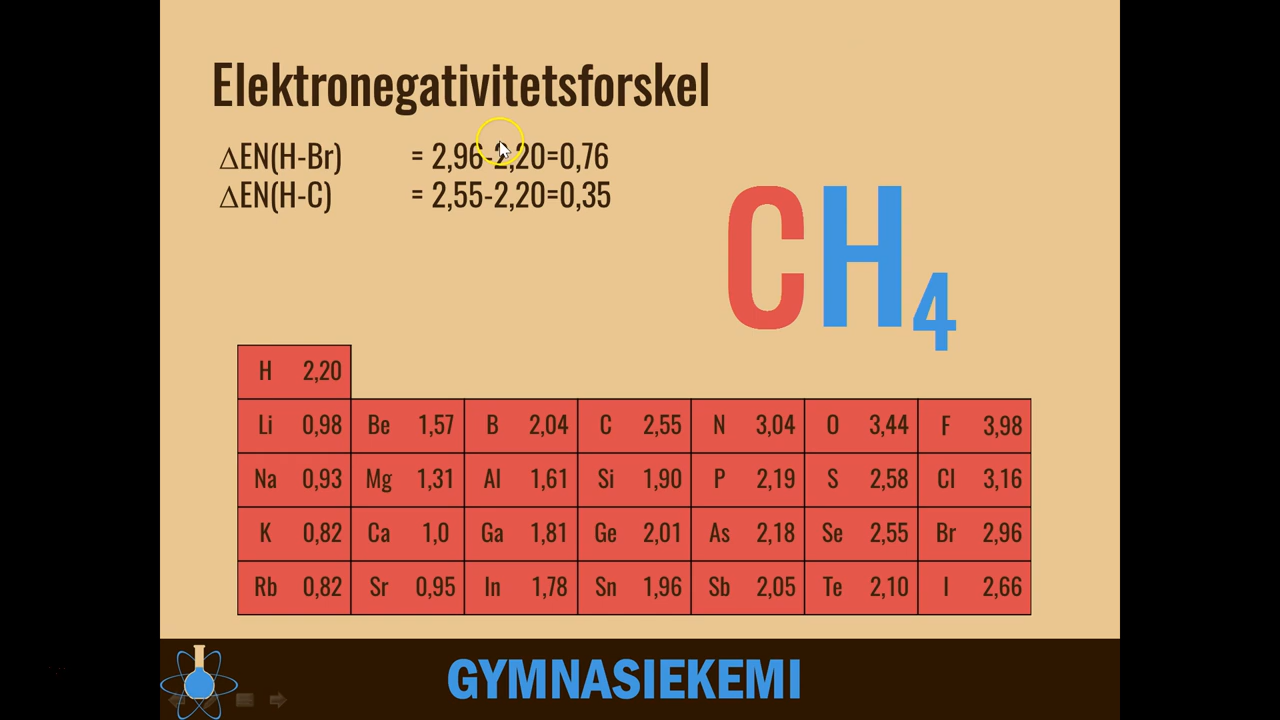 Elektronegativitetsforskel
∆EN(H-Br) = 2,96-2,20=0,76
∆EN(H-C) = 2,55-2,20=0,35
CH₄
H 2,20
Li 0,98 Be 1,57 B 2,04 C 2,55 N 3,04 O 3,44 F 3,98
Na 0,93 Mg 1,31 Al 1,61 Si 1,90 P 2,19 S 2,58 Cl 3,16
K 0,82 Ca 1,0 Ga 1,81 Ge 2,01 As 2,18 Se 2,55 Br 2,96
Rb 0,82 Sr 0,95 In 1,78 Sn 1,96 Sb 2,05 Te 2,10 I 2,66
GYMNASIEKEMI